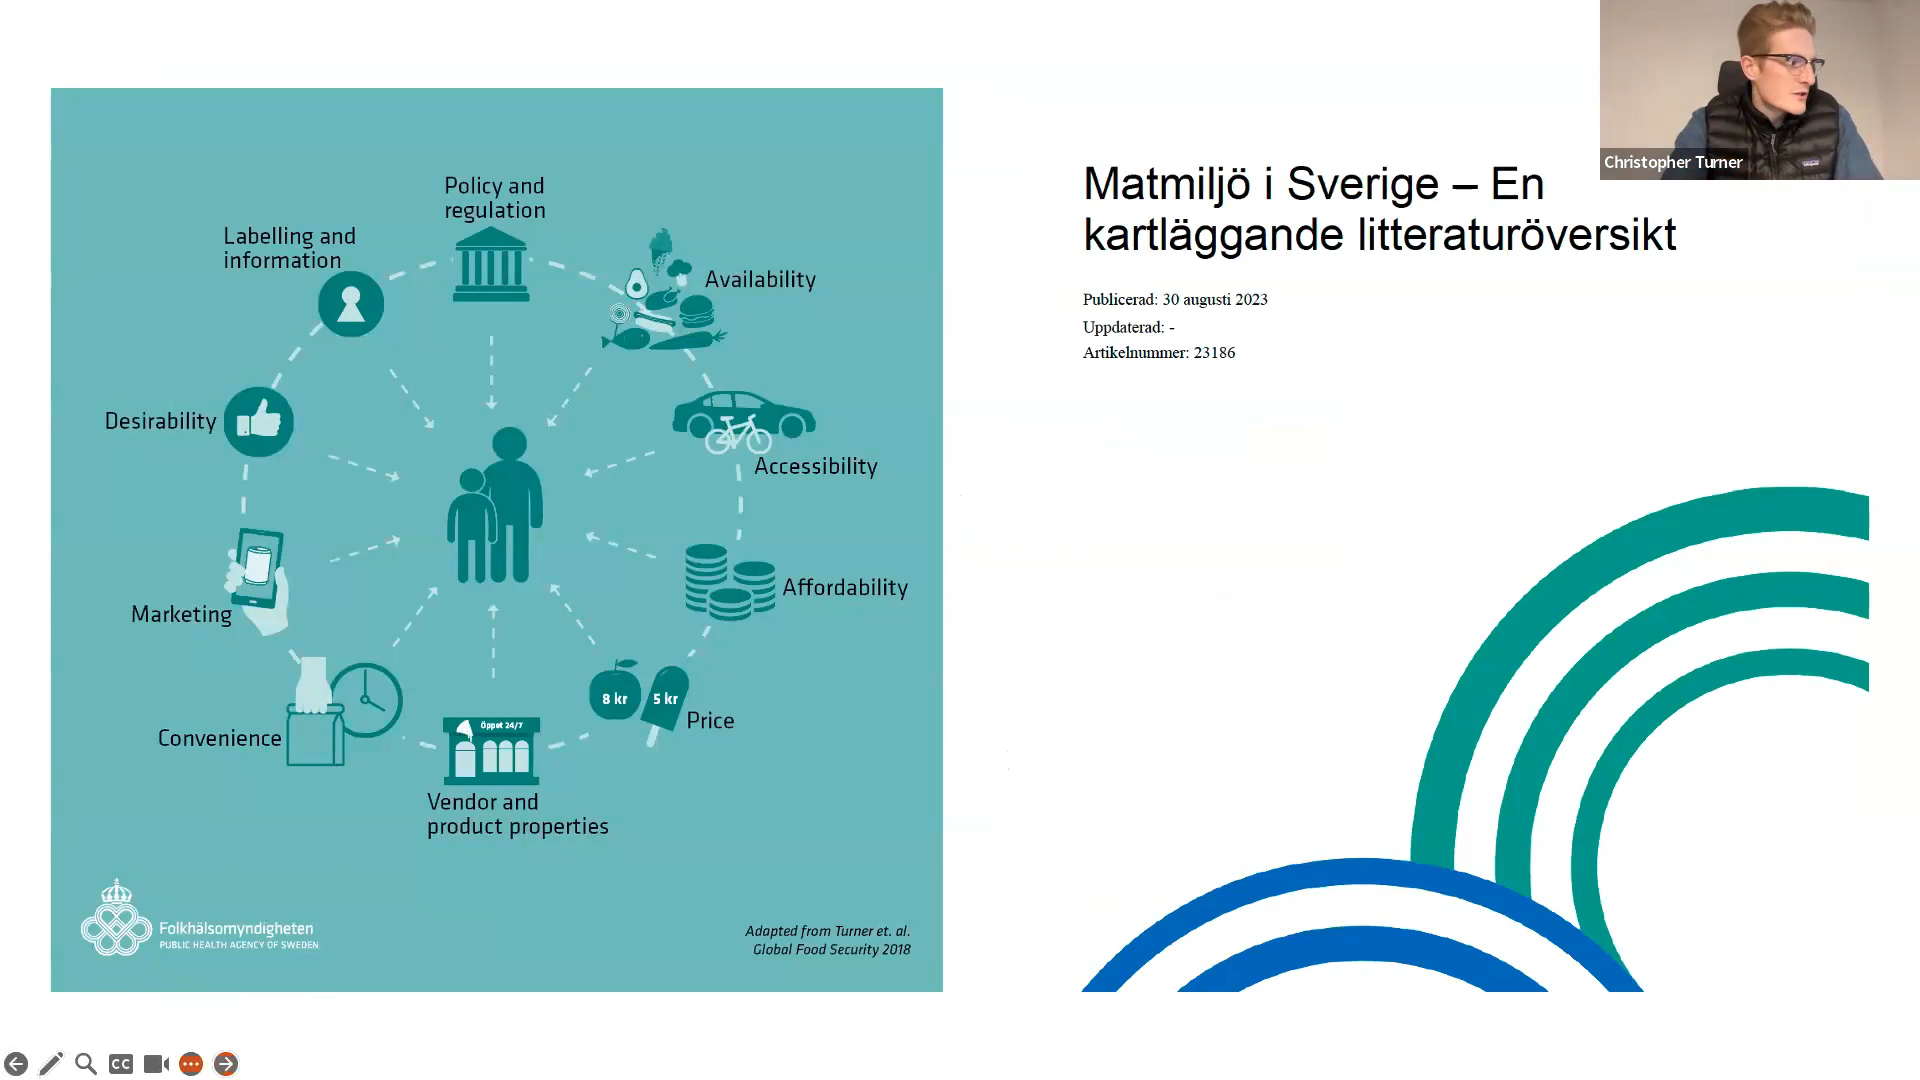 Policy and
regulation
Labelling and
information
Availability
Desirability
Accessibility
Affordability
Marketing
8 kr
5 kr
Price
Convenience
Öppet 24/7
Vendor and
product properties
Folkhälsomyndigheten
PUBLIC HEALTH AGENCY OF SWEDEN
Adapted from Turner et. al.
Global Food Security 2018
Christopher Turner
Matmiljö i Sverige – En
kartläggande litteraturöversikt
Publicerad: 30 augusti 2023
Uppdaterad: -
Artikelnummer: 23186
CC